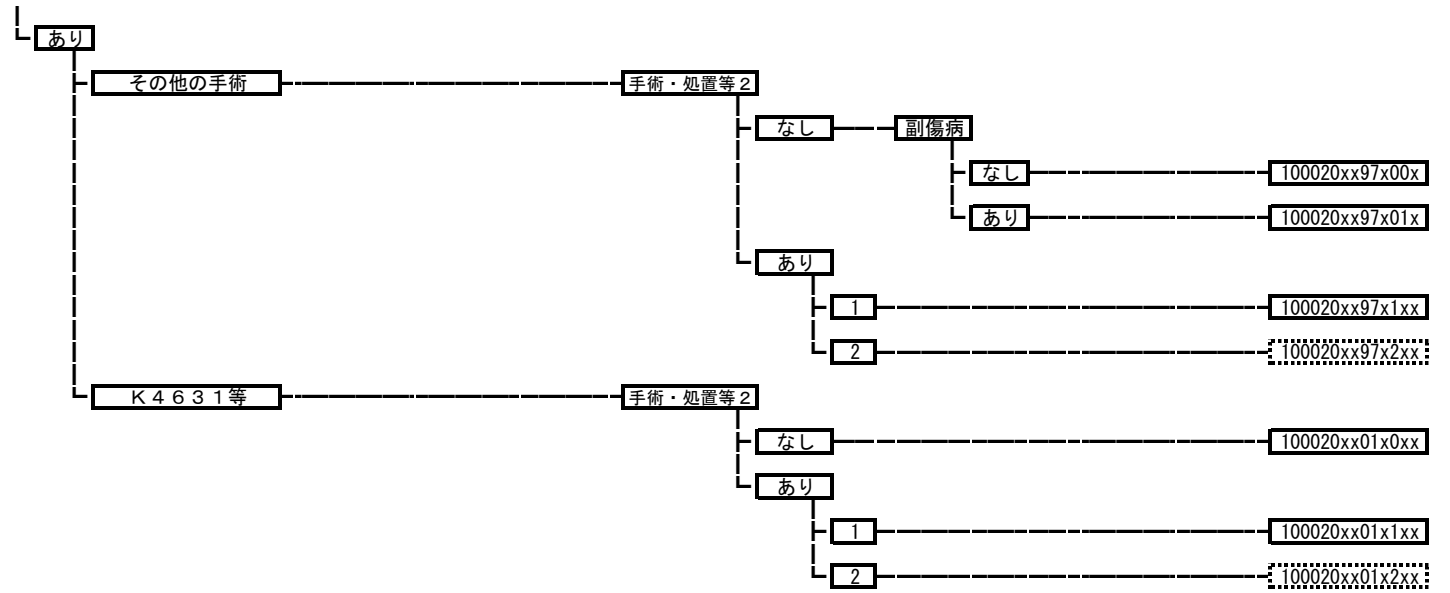 あり
その他の手術 手術・処置等2
なし 副傷病
なし 100020xx97x00x
あり 100020xx97x01x
あり
1 100020xx97x1xx
2 100020xx97x2xx
K4631等 手術・処置等2
なし 100020xx01x0xx
あり
1 100020xx01x1xx
2 100020xx01x2xx